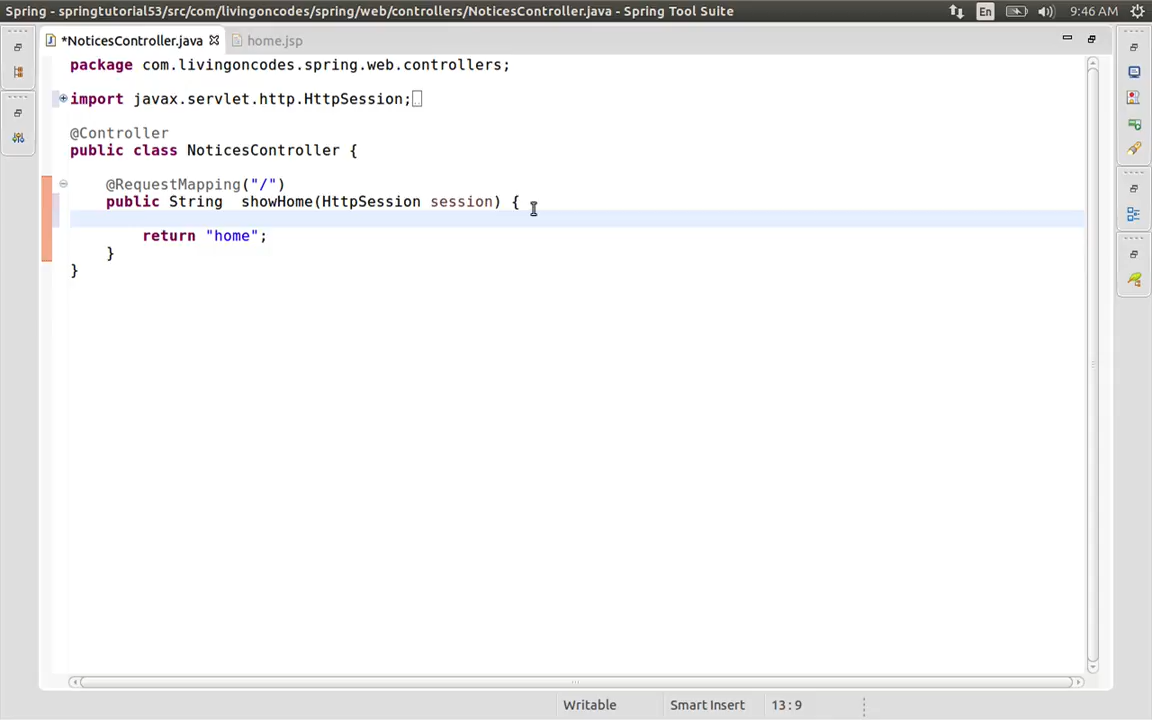 Spring - springtutorial53/src/com/livingoncodes/spring/web/controllers/NoticesController.java - Spring Tool Suite
En
9:46 AM
*NoticesController.java
home.jsp
package com.livingoncodes.spring.web.controllers;
import javax.servlet.http.HttpSession;
@Controller
public class NoticesController {
@RequestMapping("/")
public String  showHome(HttpSession session) {
return "home";
}
}
Writable
Smart Insert
13 : 9